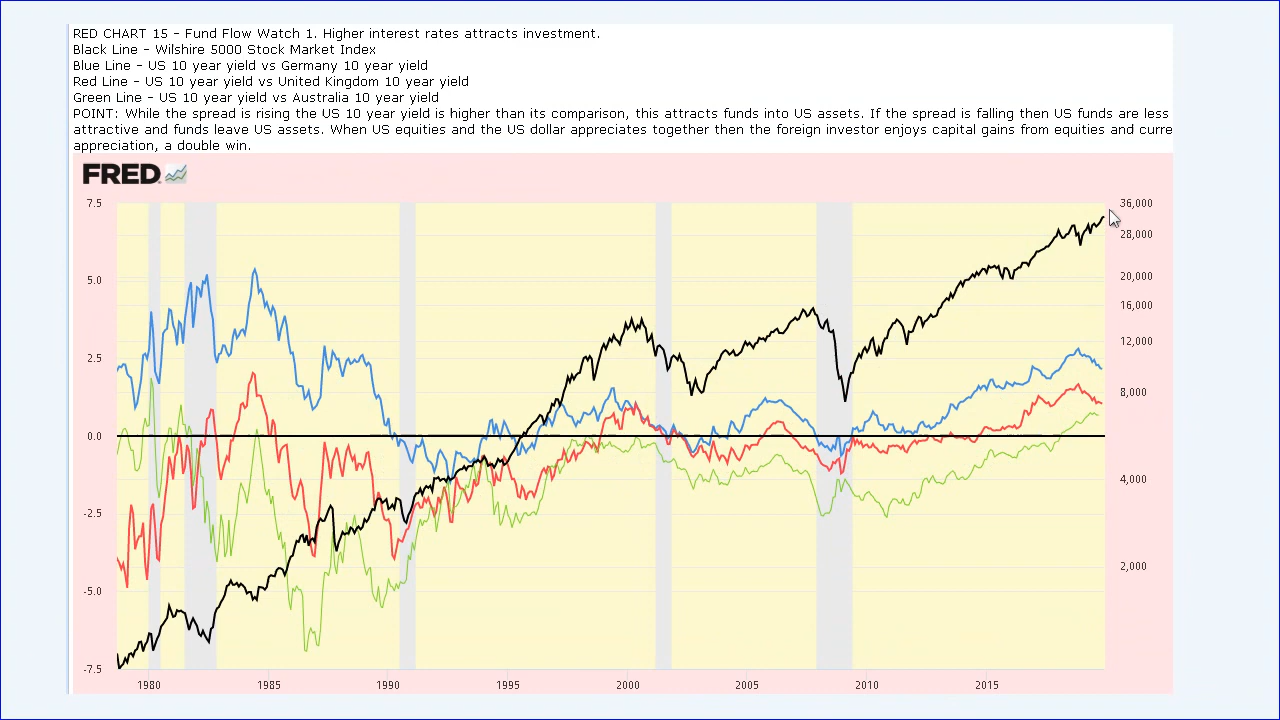 RED CHART 15 – Fund Flow Watch 1. Higher interest rates attracts investment.
Black Line – Wilshire 5000 Stock Market Index
Blue Line – US 10 year yield vs Germany 10 year yield
Red Line – US 10 year yield vs United Kingdom 10 year yield
Green Line – US 10 year yield vs Australia 10 year yield
POINT: While the spread is rising the US 10 year yield is higher than its comparison, this attracts funds into US assets. If the spread is falling then US funds are less
attractive and funds leave US assets. When US equities and the US dollar appreciates together then the foreign investor enjoys capital gains from equities and curre
appreciation, a double win.
FRED
7.5 36,000
28,000
5.0 20,000
16,000
2.5 12,000
8,000
0.0
4,000
-2.5
2,000
-5.0
-7.5
1980 1985 1990 1995 2000 2005 2010 2015